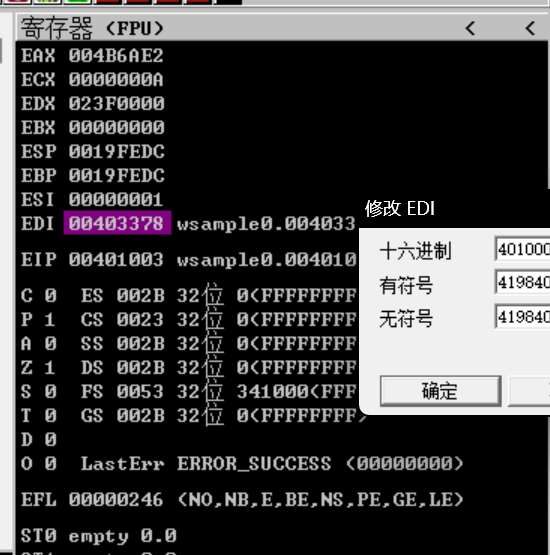 寄存器 (FPU) < <
EAX 004B6AE2
ECX 0000000A
EDX 023F0000
EBX 00000000
ESP 0019FEDC
EBP 0019FEDC
ESI 00000001
EDI 00403378 wsample0.004033
EIP 00401003 wsample0.004010
C 0 ES 002B 32位 0(FFFFFFFF
P 1 CS 0023 32位 0(FFFFFFFF
A 0 SS 002B 32位 0(FFFFFFFF
Z 1 DS 002B 32位 0(FFFFFFFF
S 0 FS 0053 32位 341000(FFF
T 0 GS 002B 32位 0(FFFFFFFF)
D 0
O 0 LastErr ERROR_SUCCESS (00000000)
EFL 00000246 (NO,NB,E,BE,NS,PE,GE,LE)
ST0 empty 0.0
修改 EDI
十六进制 401000
有符号 419840
无符号 419840
确定